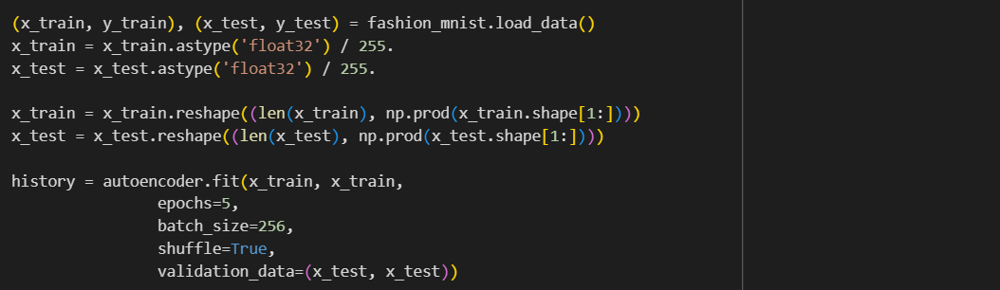 (x_train, y_train), (x_test, y_test) = fashion_mnist.load_data()
x_train = x_train.astype('float32') / 255.
x_test = x_test.astype('float32') / 255.

x_train = x_train.reshape((len(x_train), np.prod(x_train.shape[1:])))
x_test = x_test.reshape((len(x_test), np.prod(x_test.shape[1:])))

history = autoencoder.fit(x_train, x_train,
                epochs=5,
                batch_size=256,
                shuffle=True,
                validation_data=(x_test, x_test))